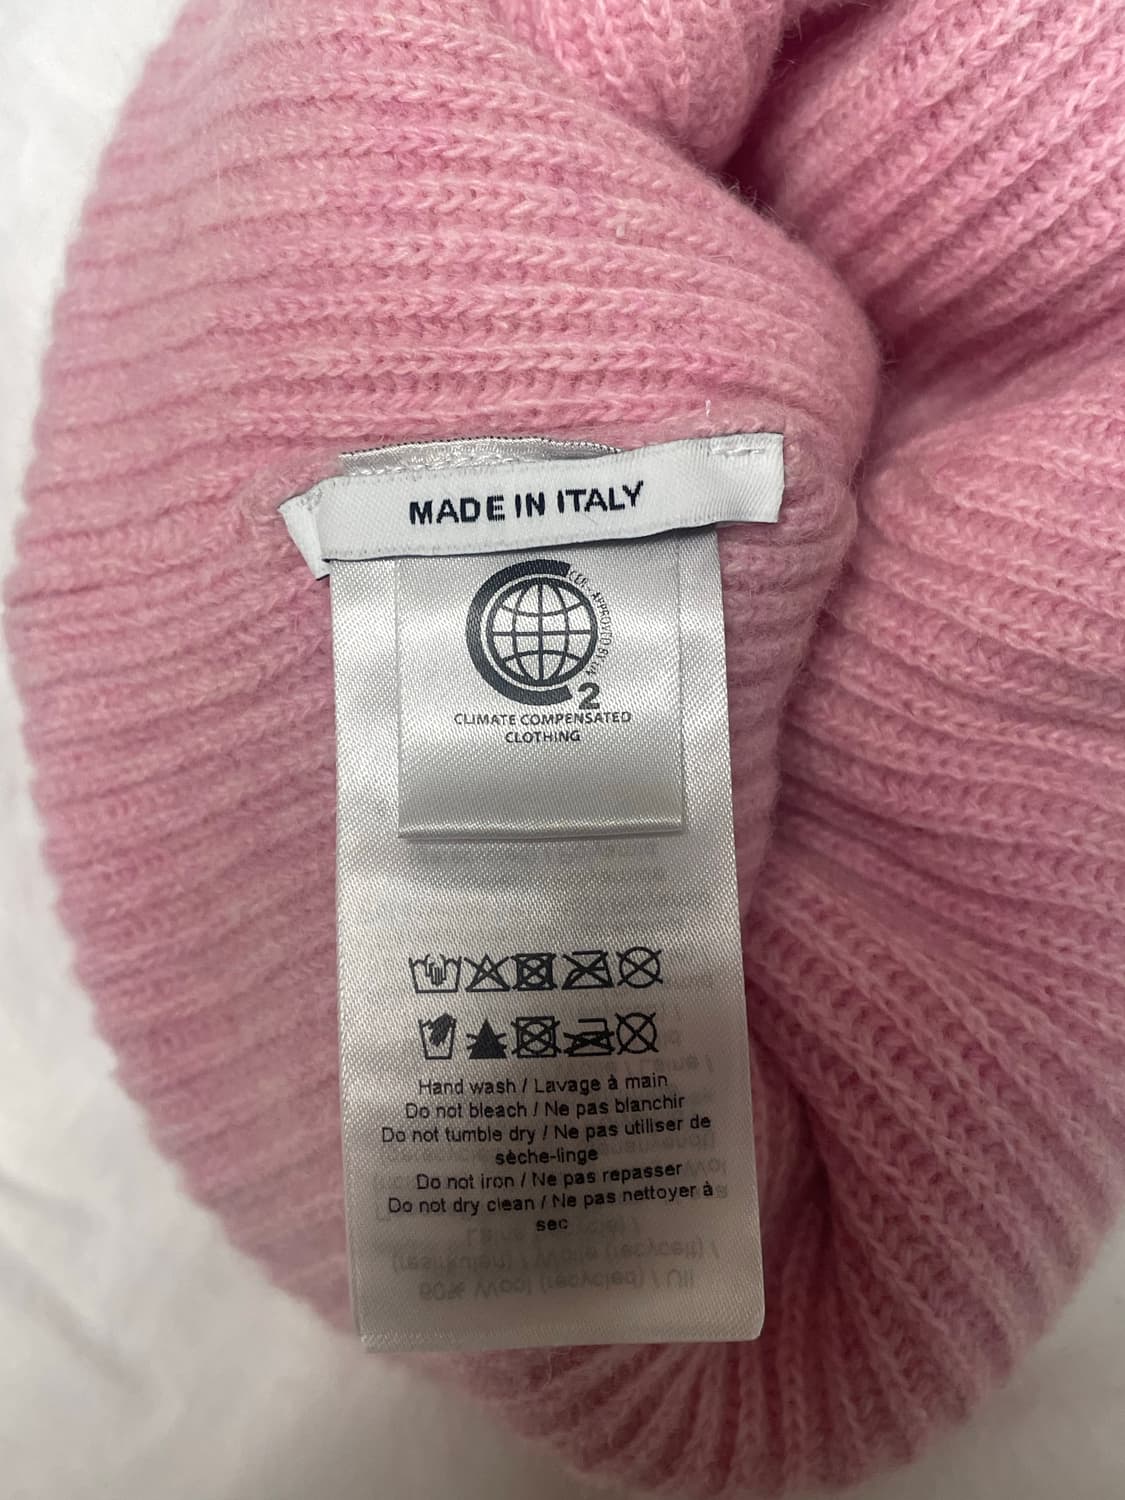 MADE IN ITALY
2
CLIMATE COMPENSATED
CLOTHING
Hand wash / Lavage à main
Do not bleach / Ne pas blanchir
Do not tumble dry / Ne pas utiliser de
sèche-linge
Do not iron / Ne pas repasser
Do not dry clean / Ne pas nettoyer à
sec